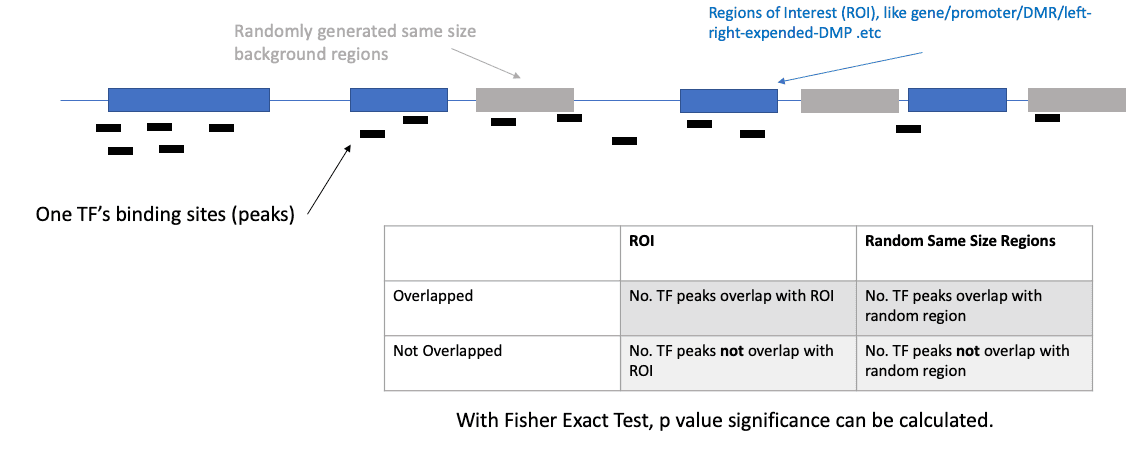 Regions of Interest (ROI), like gene/promoter/DMR/left-
right-expended-DMP .etc
Randomly generated same size
background regions
One TF’s binding sites (peaks)
ROI
Random Same Size Regions
Overlapped
No. TF peaks overlap with ROI
No. TF peaks overlap with
random region
Not Overlapped
No. TF peaks not overlap with
ROI
No. TF peaks not overlap with
random region
With Fisher Exact Test, p value significance can be calculated.